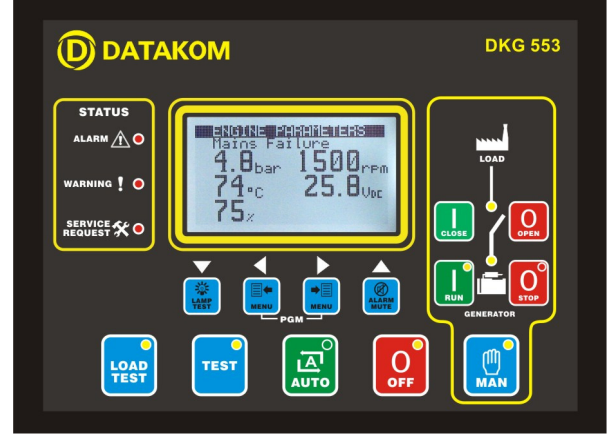 DATAKOM
DKG 553
STATUS
ALARM
WARNING !
SERVICE
REQUEST
ENGINE PARAMETERS
Mains Failure
4.8bar 1500rpm
74°C 25.8VDC
75%
LOAD
CLOSE
OPEN
RUN
STOP
GENERATOR
LAMP
TEST
MENU
MENU
ALARM
MUTE
PGM
LOAD
TEST
TEST
A
AUTO
O
OFF
MAN